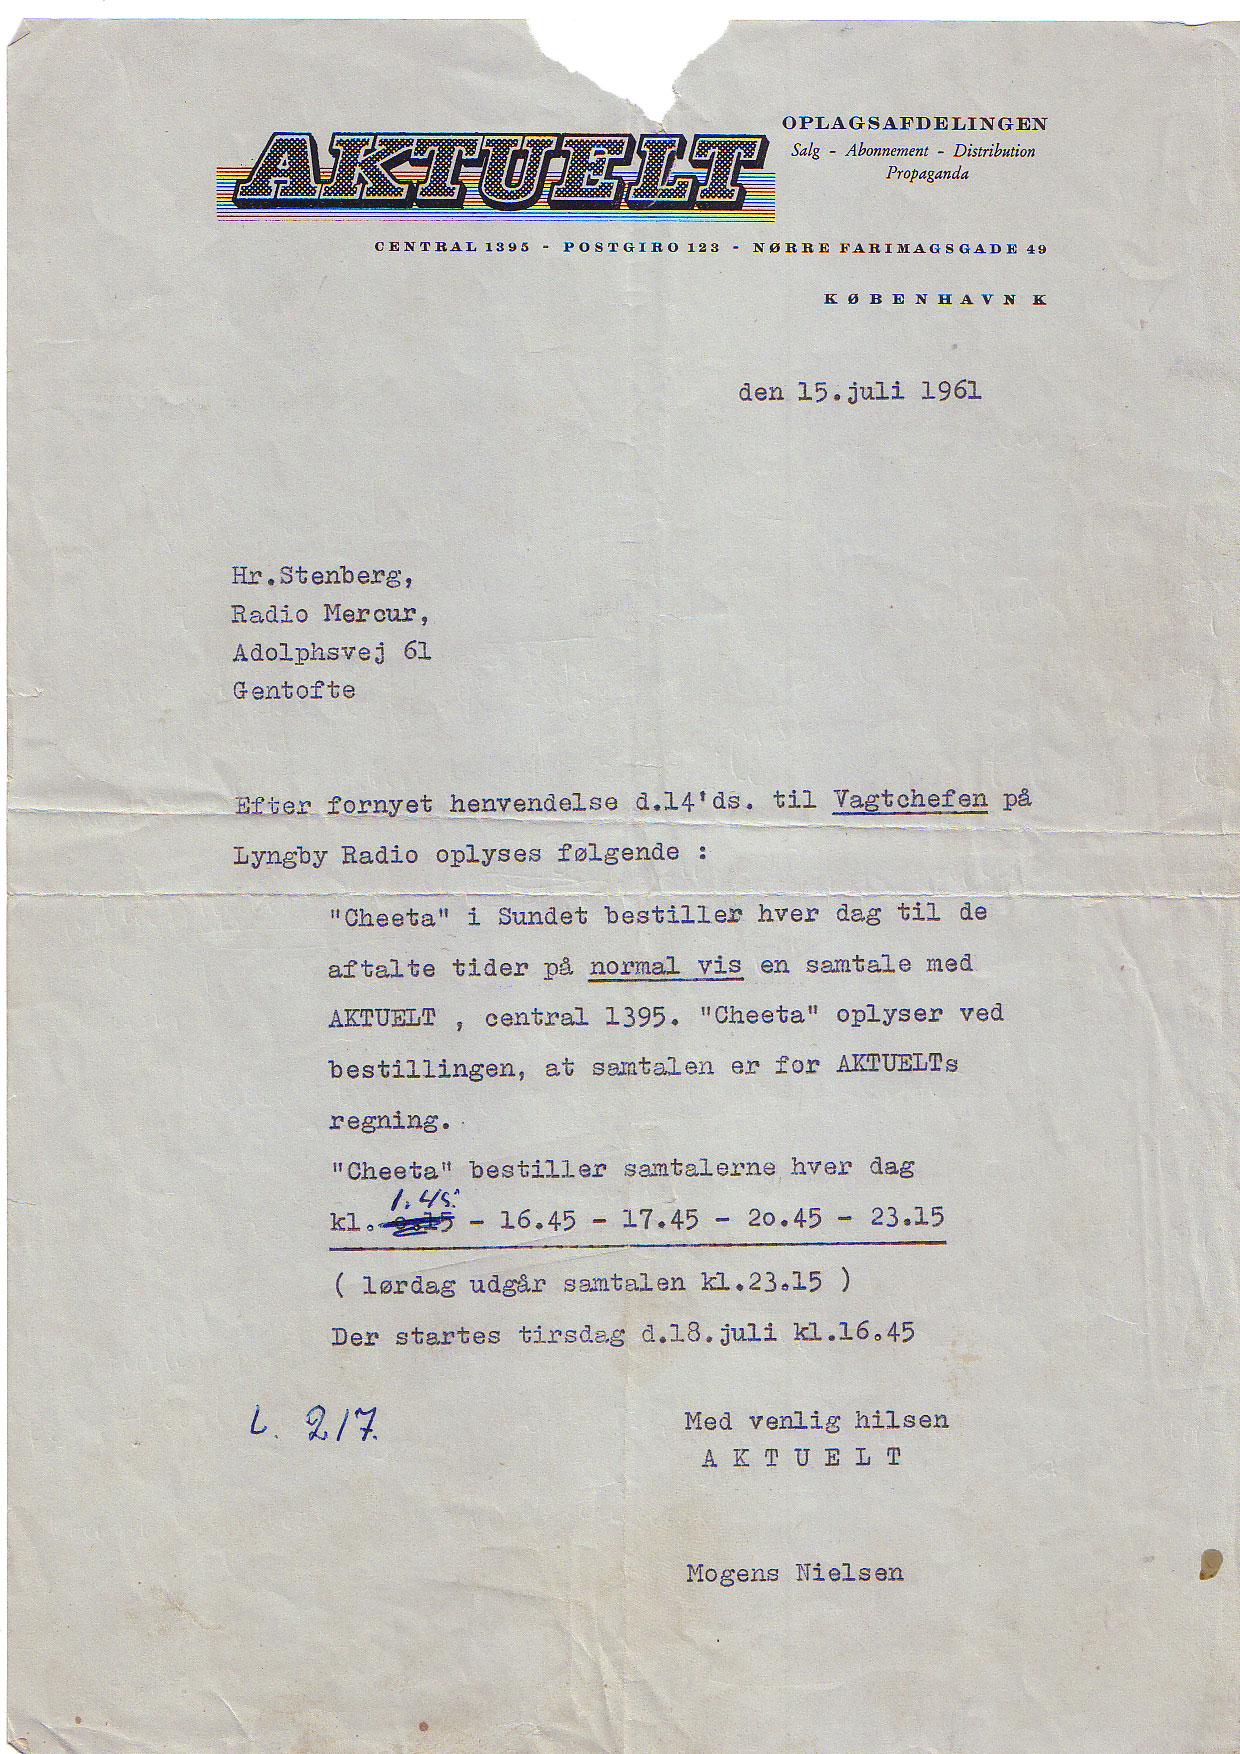 AKTUELT
OPLAGSAFDELINGEN
Salg - Abonnement - Distribution
Propaganda
CENTRAL 1395 - POSTGIRO 123 - NØRRE FARIMAGSGADE 49
KØBENHAVN K
den 15.juli 1961
Hr.Stenberg,
Radio Mercur,
Adolphsvej 61
Gentofte
Efter fornyet henvendelse d.14'ds. til Vagtchefen på
Lyngby Radio oplyses følgende :
"Cheeta" i Sundet bestiller hver dag til de
aftalte tider på normal vis en samtale med
AKTUELT , central 1395. "Cheeta" oplyser ved
bestillingen, at samtalen er for AKTUELTs
regning.
"Cheeta" bestiller samtalerne hver dag
1.45.
kl. - 16.45 - 17.45 - 20.45 - 23.15
( lørdag udgår samtalen kl.23.15 )
Der startes tirsdag d.18.juli kl.16.45
L. 2/7.
Med venlig hilsen
A K T U E L T
Mogens Nielsen